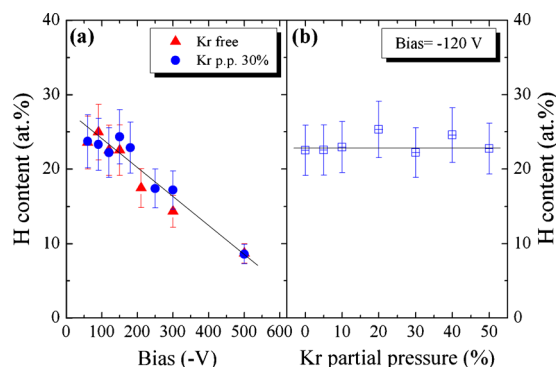 (a)
Kr free
Kr p.p. 30%
(b)
Bias= -120 V
H content (at.%)
40
30
20
10
0
0 100 200 300 400 500 600
Bias (-V)
H content (at.%)
40
30
20
10
0
0 10 20 30 40 50
Kr partial pressure (%)